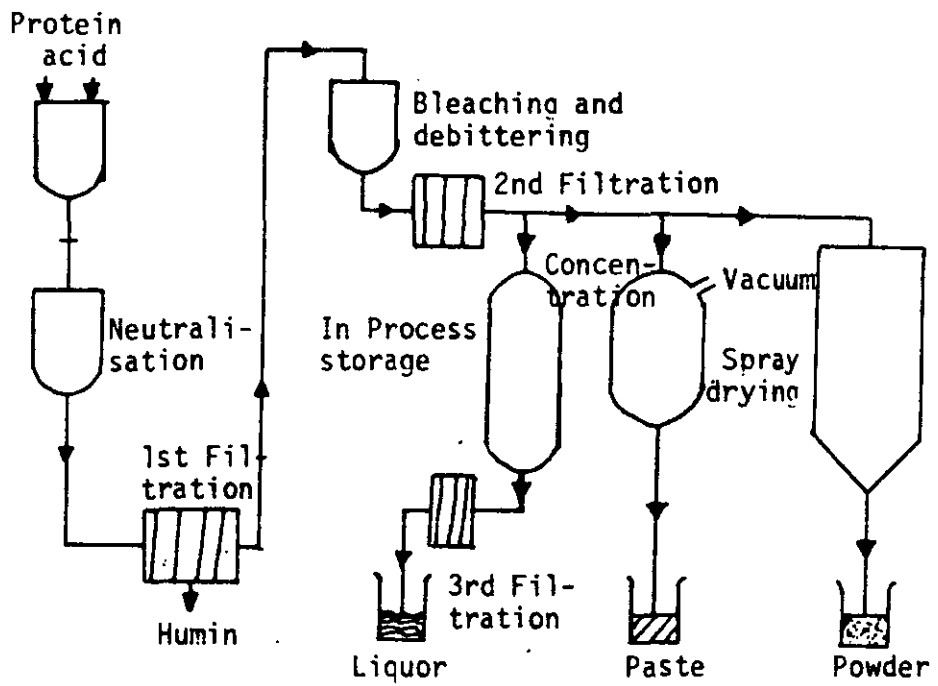 Protein
acid
Bleaching and
debittering
2nd Filtration
Neutrali-
sation
In Process
storage
Concen-
tration
Vacuum
Spray
drying
1st Fil-
tration
Humin
3rd Fil-
tration
Liquor
Paste
Powder